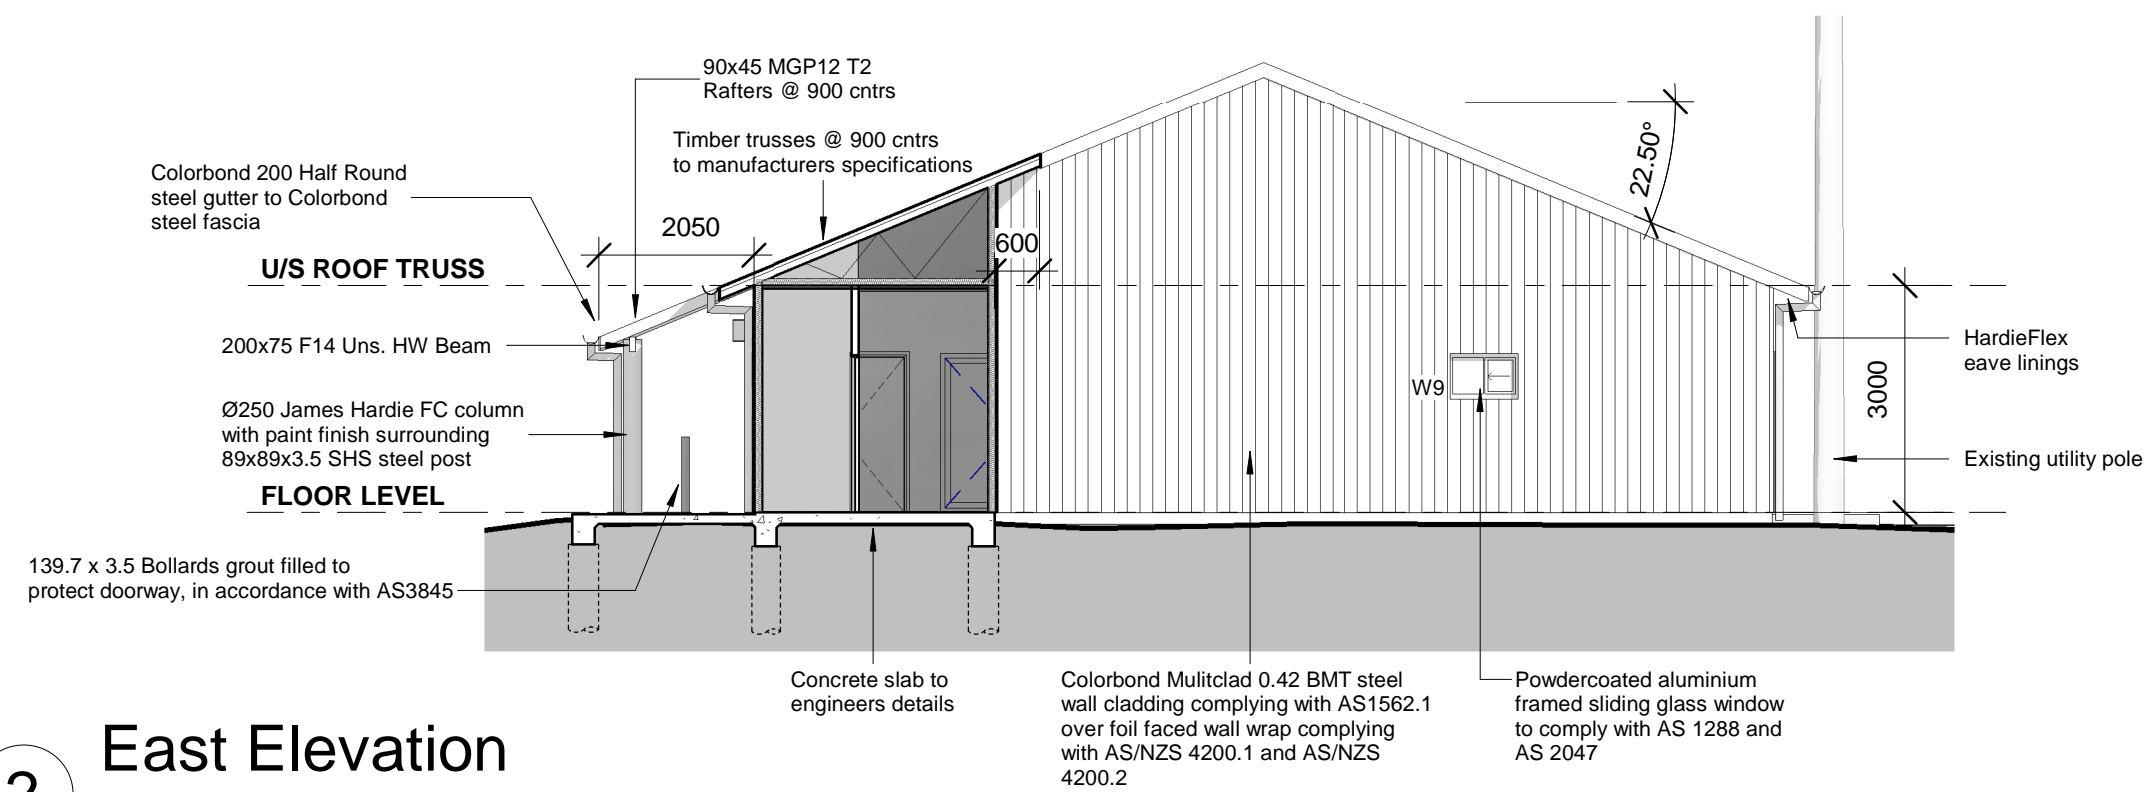 90x45 MGP12 T2
Rafters @ 900 cntrs
Timber trusses @ 900 cntrs
to manufacturers specifications
Colorbond 200 Half Round
steel gutter to Colorbond
steel fascia
2050
600
22.50°
U/S ROOF TRUSS
200x75 F14 Uns. HW Beam
HardieFlex
eave linings
W9
3000
Ø250 James Hardie FC column
with paint finish surrounding
89x89x3.5 SHS steel post
Existing utility pole
FLOOR LEVEL
139.7 x 3.5 Bollards grout filled to
protect doorway, in accordance with AS3845
Concrete slab to
engineers details
Colorbond Mulitclad 0.42 BMT steel
wall cladding complying with AS1562.1
over foil faced wall wrap complying
with AS/NZS 4200.1 and AS/NZS
4200.2
Powdercoated aluminium
framed sliding glass window
to comply with AS 1288 and
AS 2047
East Elevation
2